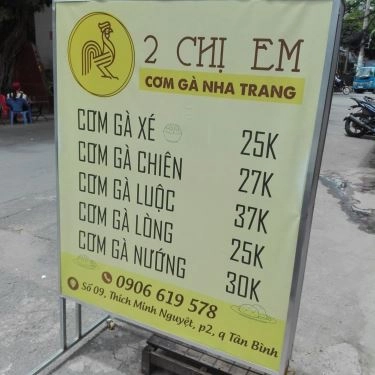 2 CHỊ EM
CƠM GÀ NHA TRANG
CƠM GÀ XÉ 25K
CƠM GÀ CHIÊN 27K
CƠM GÀ LUỘC 37K
CƠM GÀ LÒNG 25K
CƠM GÀ NƯỚNG 30K
0906 619 578
Số 09, Thích Minh Nguyệt, p2, q Tân Bình